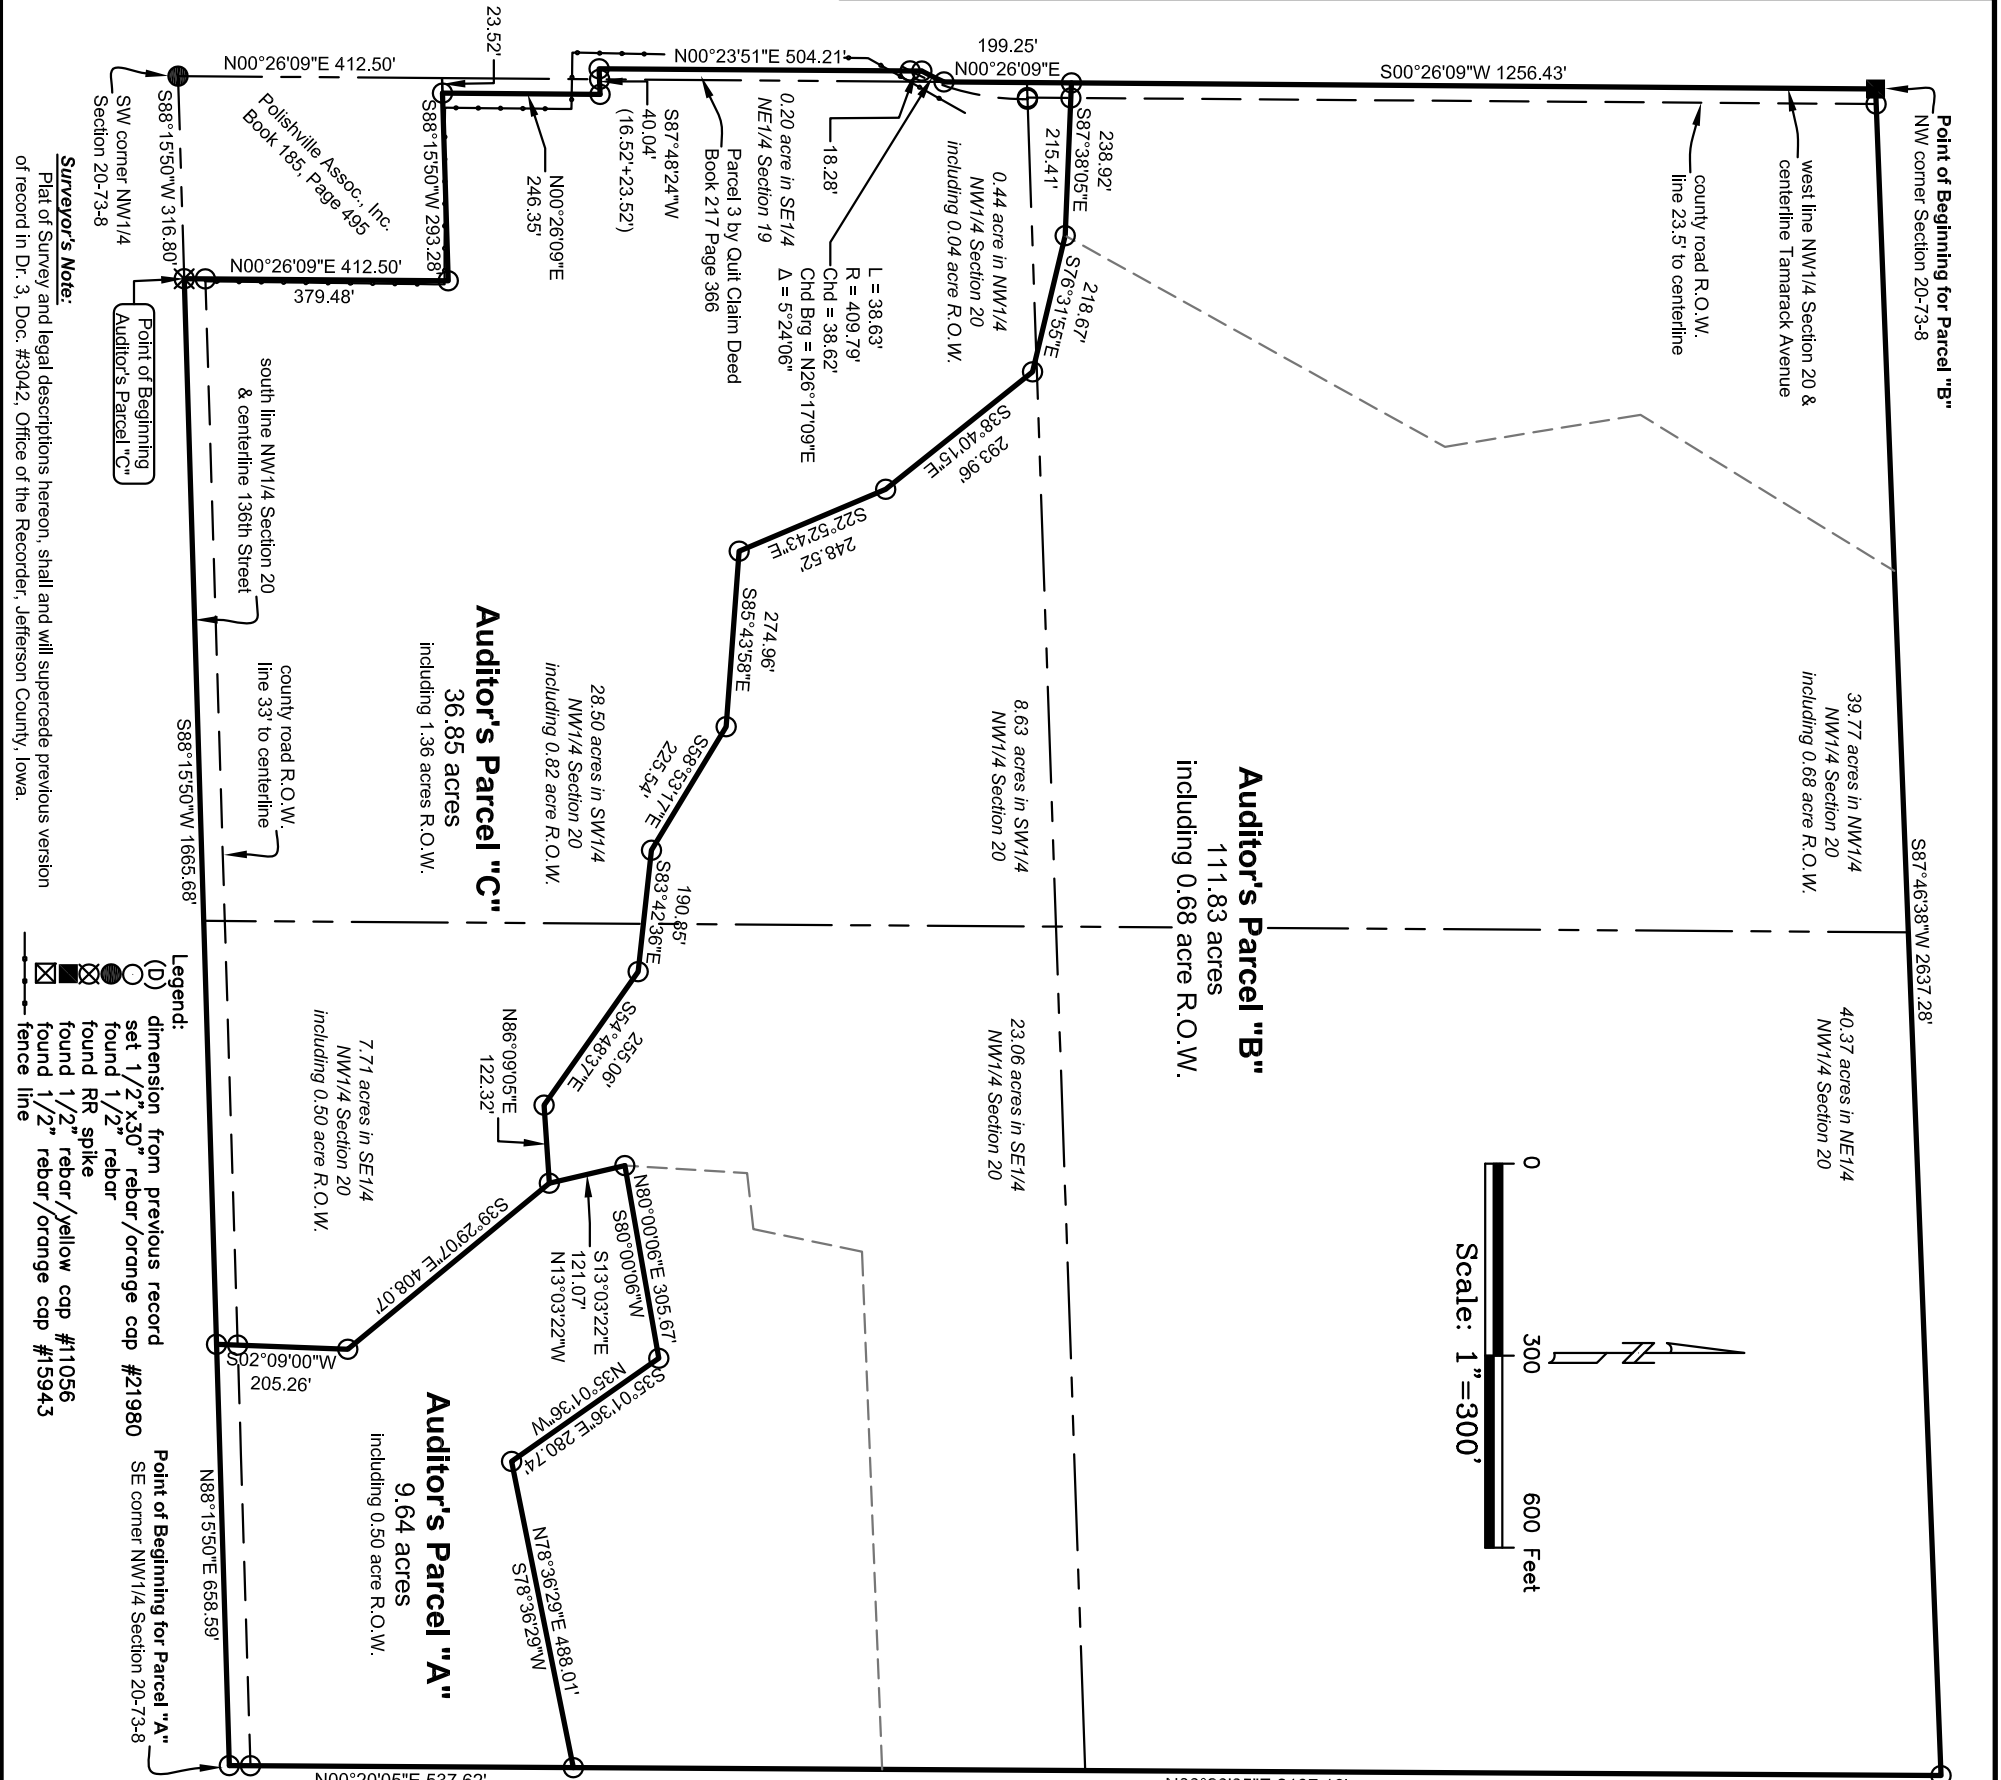 Point of Beginning for Parcel "B"
NW corner Section 20-73-8
west line NW1/4 Section 20 &
centerline Tamarack Avenue
county road R.O.W.
line 23.5' to centerline
S87°46'38"W 2637.28'
39.77 acres in NW1/4
NW1/4 Section 20
including 0.68 acre R.O.W.
40.37 acres in NE1/4
NW1/4 Section 20
S00°26'09"W 1256.43'
0
300
600 Feet
Scale: 1"=300'
N
Auditor's Parcel "B"
111.83 acres
including 0.68 acre R.O.W.
238.92'
S87°38'05"E
215.41'
218.67'
S76°31'55"E
199.25'
N00°26'09"E
0.44 acre in NW1/4
NW1/4 Section 20
including 0.04 acre R.O.W.
8.63 acres in SW1/4
NW1/4 Section 20
23.06 acres in SE1/4
NW1/4 Section 20
S38°40'15"E
293.96'
S22°52'43"E
248.52'
274.96'
S85°43'58"E
S58°53'17"E
225.54'
190.85'
S83°42'36"E
S54°48'37"E
255.06'
N86°09'05"E
122.32'
L = 38.63'
R = 409.79'
Chd = 38.62'
Chd Brg = N26°17'09"E
Δ = 5°24'06"
18.28'
0.20 acre in SE1/4
NE1/4 Section 19
Parcel 3 by Quit Claim Deed
Book 217 Page 366
N00°23'51"E 504.21'
S87°48'24"W
40.04'
(16.52'+23.52')
N00°26'09"E
246.35'
23.52'
28.50 acres in SW1/4
NW1/4 Section 20
including 0.82 acre R.O.W.
Auditor's Parcel "C"
36.85 acres
including 1.36 acres R.O.W.
N80°00'06"E 305.67'
S80°00'06"W
S13°03'22"E
121.07'
N13°03'22"W
S35°01'36"E 280.74'
N35°01'36"W
N78°36'29"E 488.01'
S78°36'29"W
S39°29'07"E 408.07'
7.71 acres in SE1/4
NW1/4 Section 20
including 0.50 acre R.O.W.
Auditor's Parcel "A"
9.64 acres
including 0.50 acre R.O.W.
S02°09'00"W
205.26'
S88°15'50"W 293.28'
N00°26'09"E 412.50'
Polishville Assoc., Inc.
Book 185, Page 495
N00°26'09"E 412.50'
379.48'
S88°15'50"W 316.80'
SW corner NW1/4
Section 20-73-8
Point of Beginning
Auditor's Parcel "C"
south line NW1/4 Section 20
& centerline 136th Street
county road R.O.W.
line 33' to centerline
S88°15'50"W 1665.68'
N88°15'50"E 658.59'
Point of Beginning for Parcel "A"
SE corner NW1/4 Section 20-73-8
Legend:
(D) dimension from previous record
set 1/2"x30" rebar/orange cap #21980
found 1/2" rebar
found RR spike
found 1/2" rebar/yellow cap #11056
found 1/2" rebar/orange cap #15943
fence line
Surveyor's Note:
Plat of Survey and legal descriptions hereon, shall and will supercede previous version
of record in Dr. 3, Doc. #3042, Office of the Recorder, Jefferson County, Iowa.
N00°20'05"E 537.62'